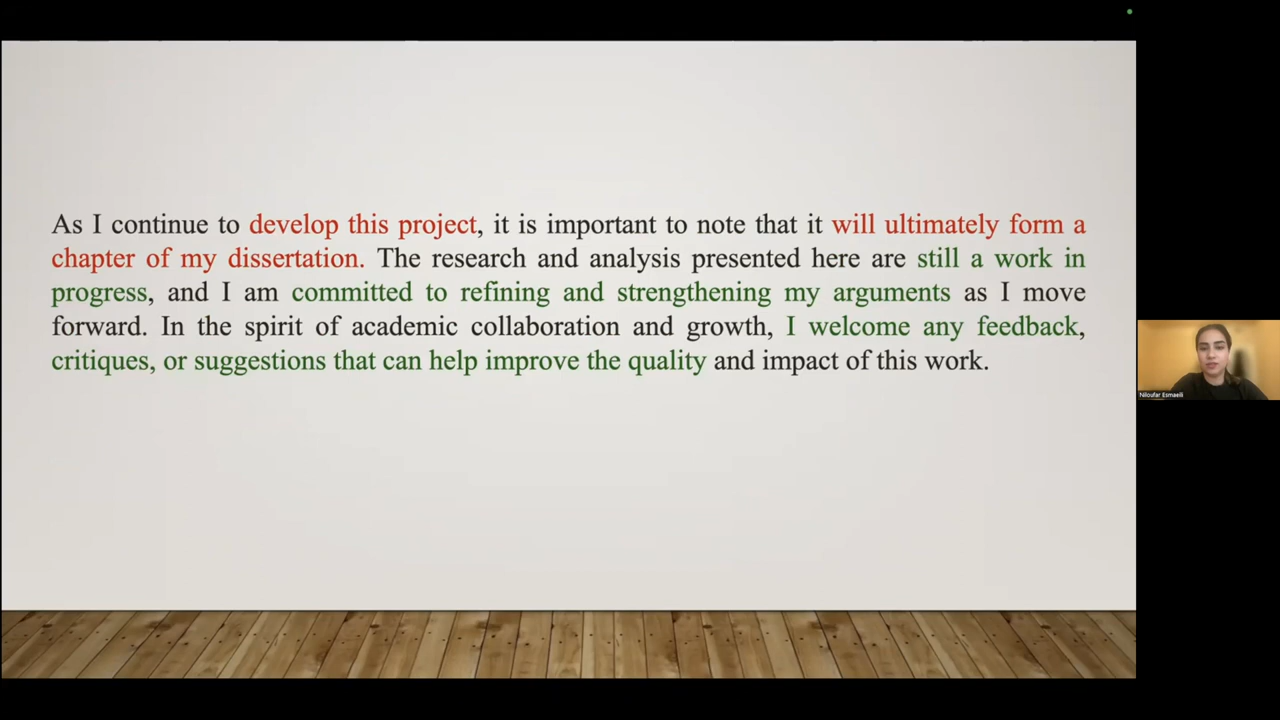 As I continue to develop this project, it is important to note that it will ultimately form a
chapter of my dissertation. The research and analysis presented here are still a work in
progress, and I am committed to refining and strengthening my arguments as I move
forward. In the spirit of academic collaboration and growth, I welcome any feedback,
critiques, or suggestions that can help improve the quality and impact of this work.
Niloufar Esmaeili